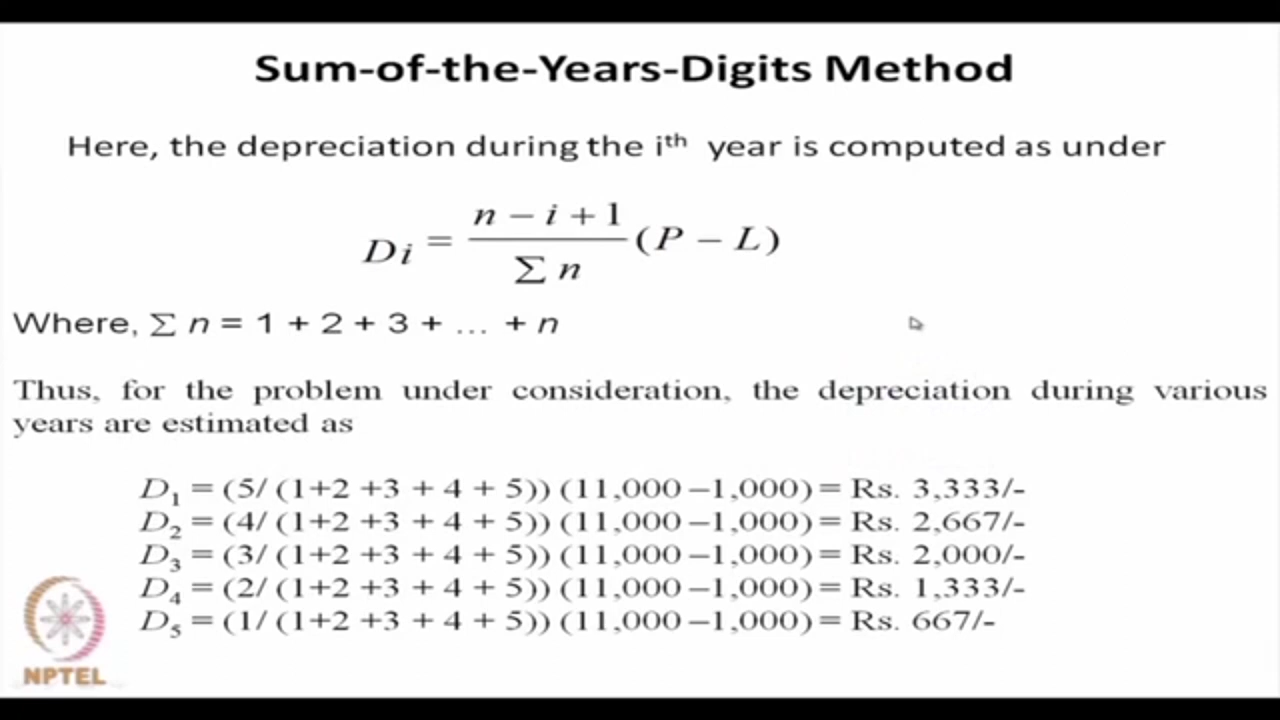 Sum-of-the-Years-Digits Method
Here, the depreciation during the iᵗʰ year is computed as under
Di = (n − i + 1) / (Σ n) (P − L)
Where, Σ n = 1 + 2 + 3 + ... + n
Thus, for the problem under consideration, the depreciation during various
years are estimated as
D₁ = (5/ (1+2 +3 + 4 + 5)) (11,000 –1,000) = Rs. 3,333/-
D₂ = (4/ (1+2 +3 + 4 + 5)) (11,000 –1,000) = Rs. 2,667/-
D₃ = (3/ (1+2 +3 + 4 + 5)) (11,000 –1,000) = Rs. 2,000/-
D₄ = (2/ (1+2 +3 + 4 + 5)) (11,000 –1,000) = Rs. 1,333/-
D₅ = (1/ (1+2 +3 + 4 + 5)) (11,000 –1,000) = Rs. 667/-
NPTEL